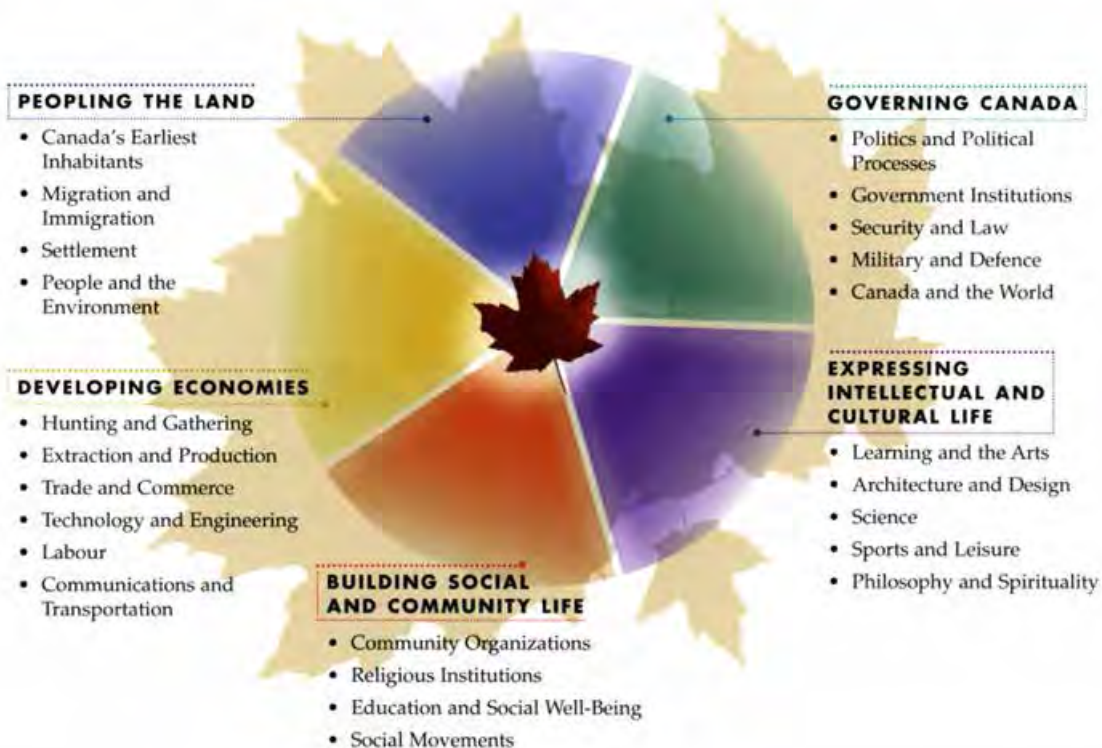 PEOPLING THE LAND
• Canada's Earliest
Inhabitants
• Migration and
Immigration
• Settlement
• People and the
Environment
DEVELOPING ECONOMIES
• Hunting and Gathering
• Extraction and Production
• Trade and Commerce
• Technology and Engineering
• Labour
• Communications and
Transportation
BUILDING SOCIAL
AND COMMUNITY LIFE
• Community Organizations
• Religious Institutions
• Education and Social Well-Being
• Social Movements
GOVERNING CANADA
• Politics and Political
Processes
• Government Institutions
• Security and Law
• Military and Defence
• Canada and the World
EXPRESSING
INTELLECTUAL AND
CULTURAL LIFE
• Learning and the Arts
• Architecture and Design
• Science
• Sports and Leisure
• Philosophy and Spirituality